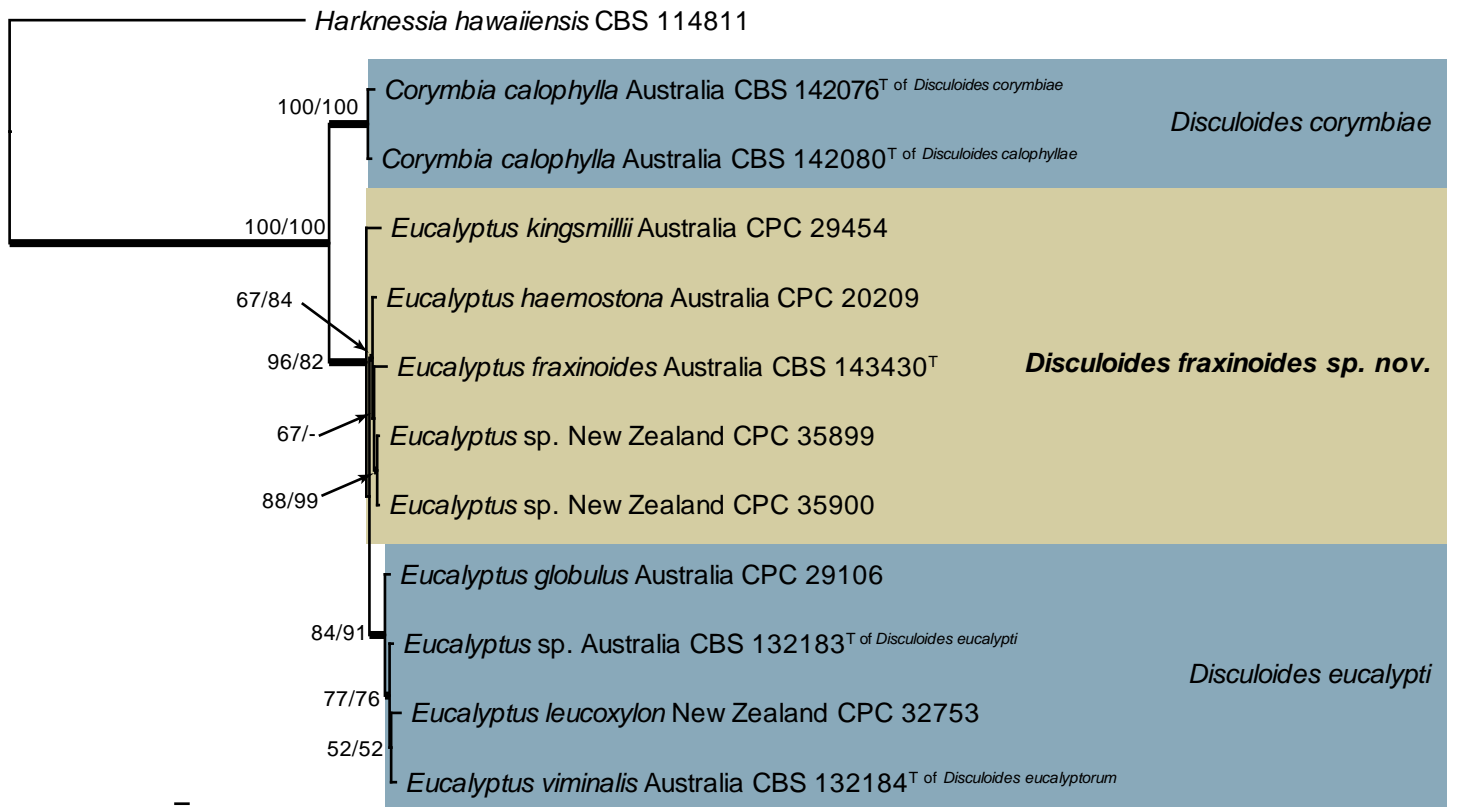 Harknessia hawaiiensis CBS 114811
Corymbia calophylla Australia CBS 142076T of Disculoides corymbiae
100/100
Disculoides corymbiae
Corymbia calophylla Australia CBS 142080T of Disculoides calophyllae
100/100
Eucalyptus kingsmillii Australia CPC 29454
67/84
Eucalyptus haemostona Australia CPC 20209
96/82
Eucalyptus fraxinoides Australia CBS 143430T
Disculoides fraxinoides sp. nov.
67/-
Eucalyptus sp. New Zealand CPC 35899
88/99
Eucalyptus sp. New Zealand CPC 35900
Eucalyptus globulus Australia CPC 29106
84/91
Eucalyptus sp. Australia CBS 132183T of Disculoides eucalypti
Disculoides eucalypti
77/76
Eucalyptus leucoxylon New Zealand CPC 32753
52/52
Eucalyptus viminalis Australia CBS 132184T of Disculoides eucalyptorum